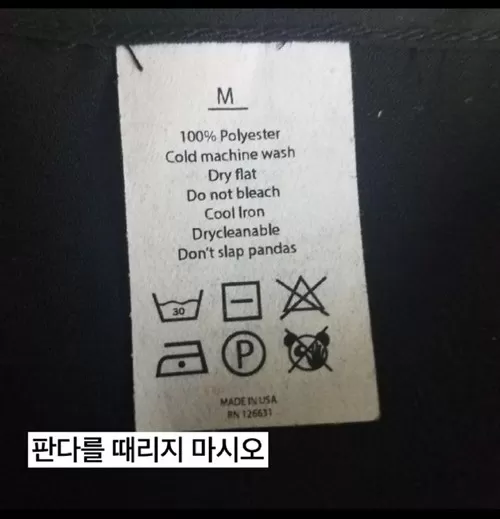 M
100% Polyester
Cold machine wash
Dry flat
Do not bleach
Cool Iron
Drycleanable
Don't slap pandas
30
P
MADE IN USA
RN 126631
판다를 때리지 마시오